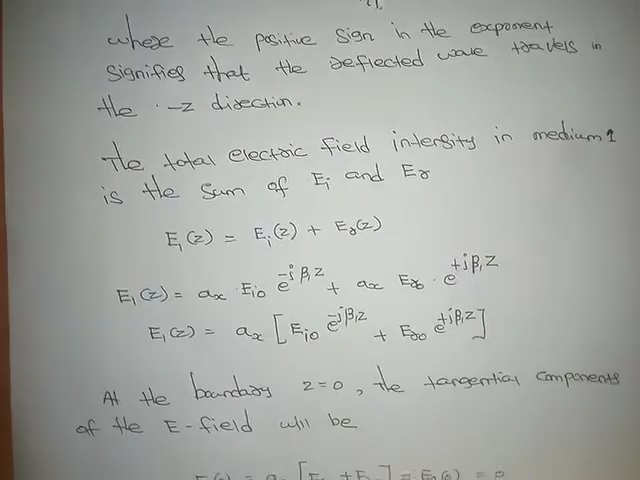 where the positive sign in the exponent
signifies that the reflected wave travels in
the -z direction.
The total electric field intensity in medium 1
is the sum of Ei and Er
E₁(z) = Ei(z) + Er(z)
E₁(z) = ax Ei0 e^-jβ₁z + ax Er0 · e^+jβ₁z
E₁(z) = ax [Ei0 e^-jβ₁z + Er0 e^+jβ₁z]
At the boundary z=0, the tangential components
of the E-field will be